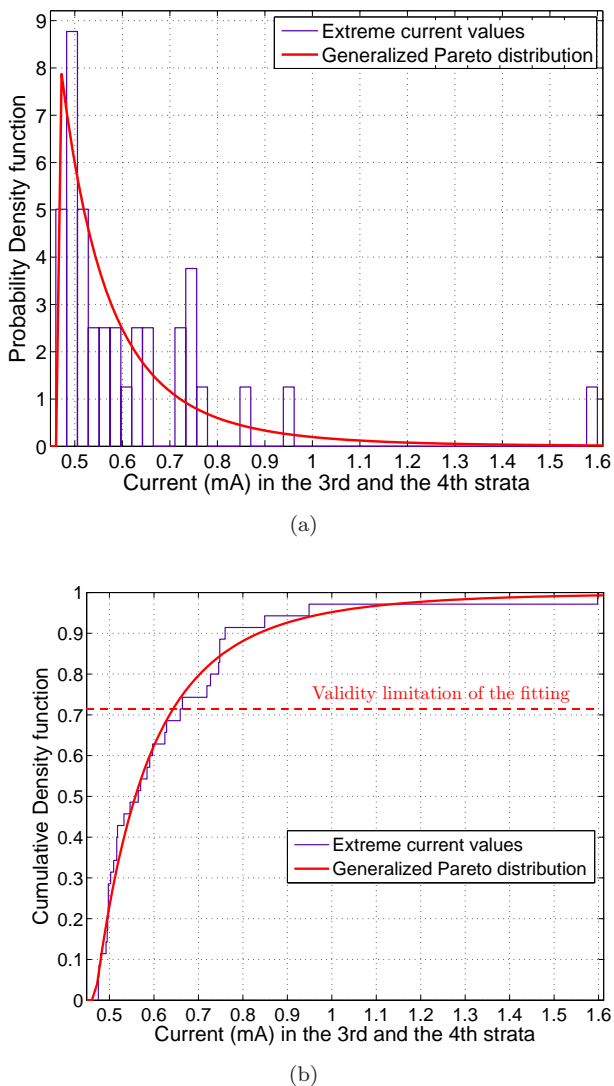 Extreme current values
Generalized Pareto distribution
Probability Density function
9
8
7
6
5
4
3
2
1
0
0.5 0.6 0.7 0.8 0.9 1 1.1 1.2 1.3 1.4 1.5 1.6
Current (mA) in the 3rd and the 4th strata
(a)
Cumulative Density function
1
0.9
0.8
0.7
0.6
0.5
0.4
0.3
0.2
0.1
0
Validity limitation of the fitting
Extreme current values
Generalized Pareto distribution
0.5 0.6 0.7 0.8 0.9 1 1.1 1.2 1.3 1.4 1.5 1.6
Current (mA) in the 3rd and the 4th strata
(b)